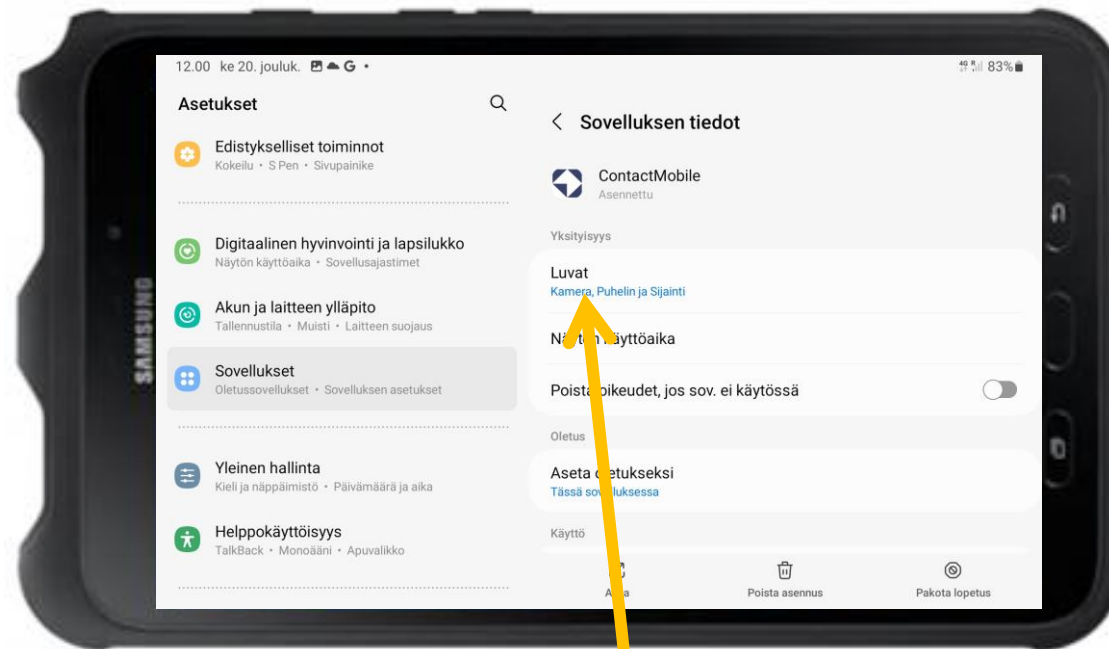 12.00 ke 20. jouluk. G •
4G R 83%
Asetukset
Edistykselliset toiminnot
Kokeilu • S Pen • Sivupainike
Digitaalinen hyvinvointi ja lapsilukko
Näytön käyttöaika • Sovellusajastimet
Akun ja laitteen ylläpito
Tallennustila • Muisti • Laitteen suojaus
Sovellukset
Oletussovellukset • Sovelluksen asetukset
Yleinen hallinta
Kieli ja näppäimistö • Päivämäärä ja aika
Helppokäyttöisyys
TalkBack • Monoääni • Apuvalikko
Sovelluksen tiedot
ContactMobile
Asennettu
Yksityisyys
Luvat
Kamera, Puhelin ja Sijainti
Näytön käyttöaika
Poista oikeudet, jos sov. ei käytössä
Oletus
Aseta oletukseksi
Tässä sovelluksessa
Käyttö
Poista asennus
Pakota lopetus
SAMSUNG